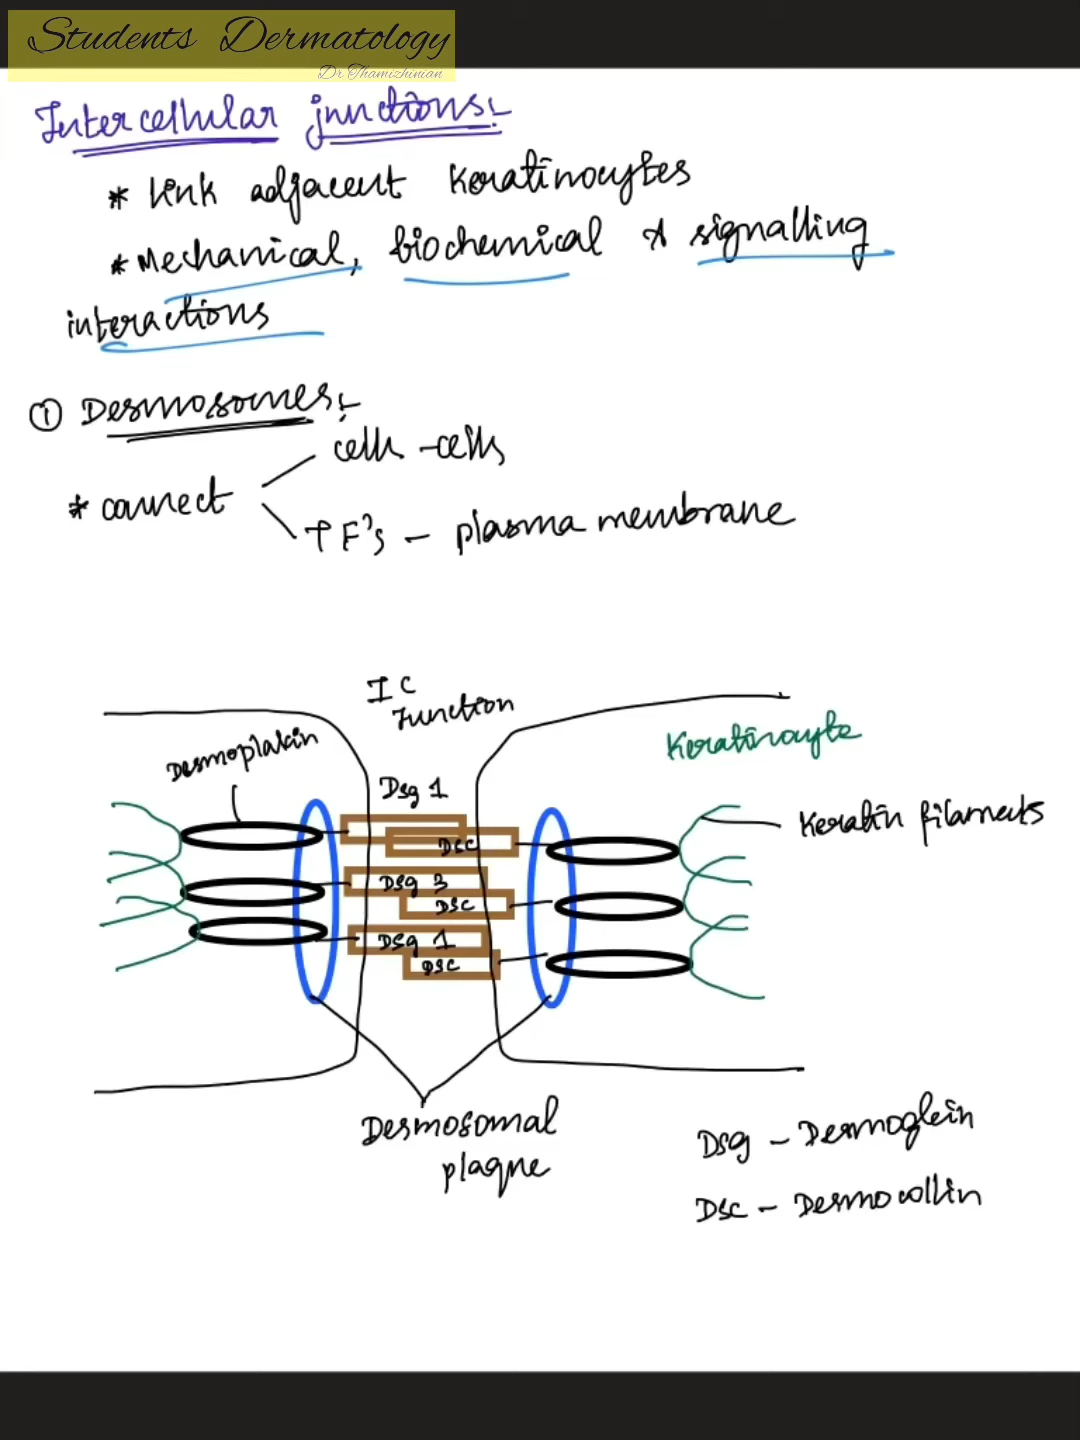 Students Dermatology
Dr Thamizhinian
Intercellular junctions:-
* link adjacent Keratinocytes
* Mechanical, biochemical & signalling
interactions
① Desmosomes:-
cells - cells
* connect
F's - plasma membrane
IC
Junction
Keratinocyte
Desmoplakin
Dsg 1
Keratin filaments
DSC
DSg 3
DSC
DSg 1
DSC
Desmosomal
plaque
Dsg - Desmoglein
Dsc - Desmocollin